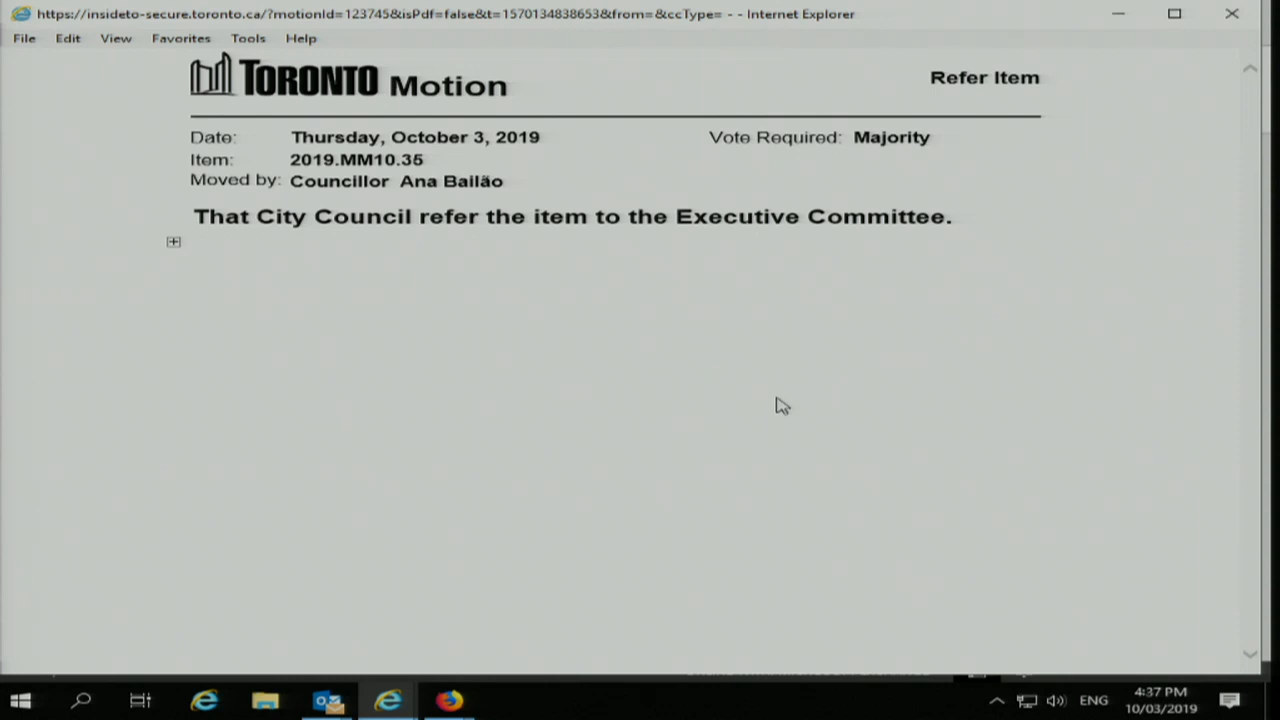 https://insideto-secure.toronto.ca/?motionId=123745&isPdf=false&t=1570134838653&from=&ccType= - - Internet Explorer
File Edit View Favorites Tools Help
TORONTO Motion
Refer Item
Date: Thursday, October 3, 2019
Vote Required: Majority
Item: 2019.MM10.35
Moved by: Councillor Ana Bailão
That City Council refer the item to the Executive Committee.
ENG
4:37 PM
10/03/2019